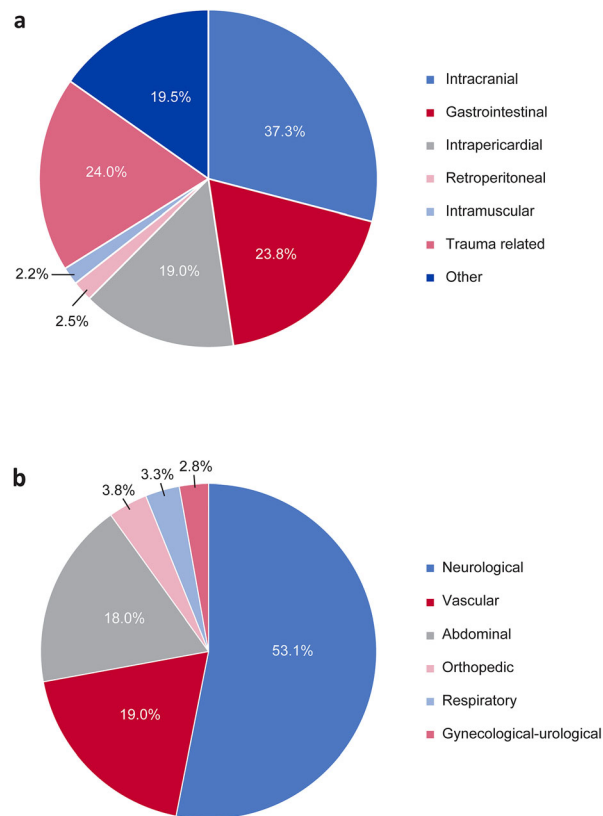 a
19.5%
37.3%
24.0%
23.8%
19.0%
2.2%
2.5%
Intracranial
Gastrointestinal
Intrapericardial
Retroperitoneal
Intramuscular
Trauma related
Other
b
3.8%
3.3%
2.8%
18.0%
53.1%
19.0%
Neurological
Vascular
Abdominal
Orthopedic
Respiratory
Gynecological-urological